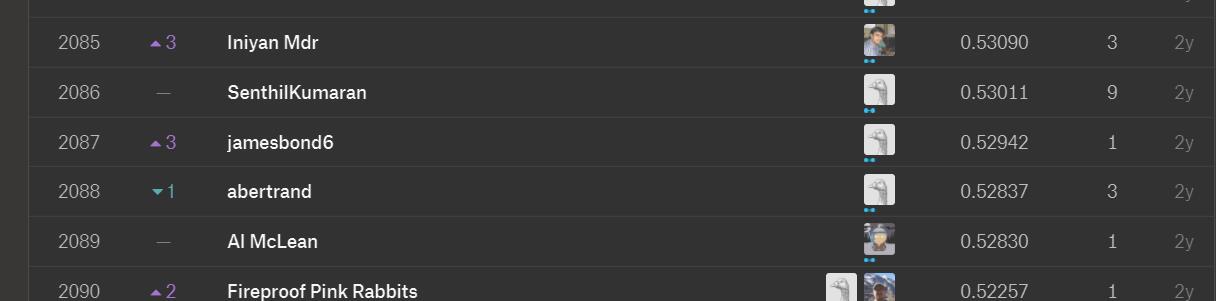 2y
2085 3 Iniyan Mdr 0.53090 3 2y
2086 — SenthilKumaran 0.53011 9 2y
2087 3 jamesbond6 0.52942 1 2y
2088 1 abertrand 0.52837 3 2y
2089 — Al McLean 0.52830 1 2y
2090 2 Fireproof Pink Rabbits 0.52257 1 2y